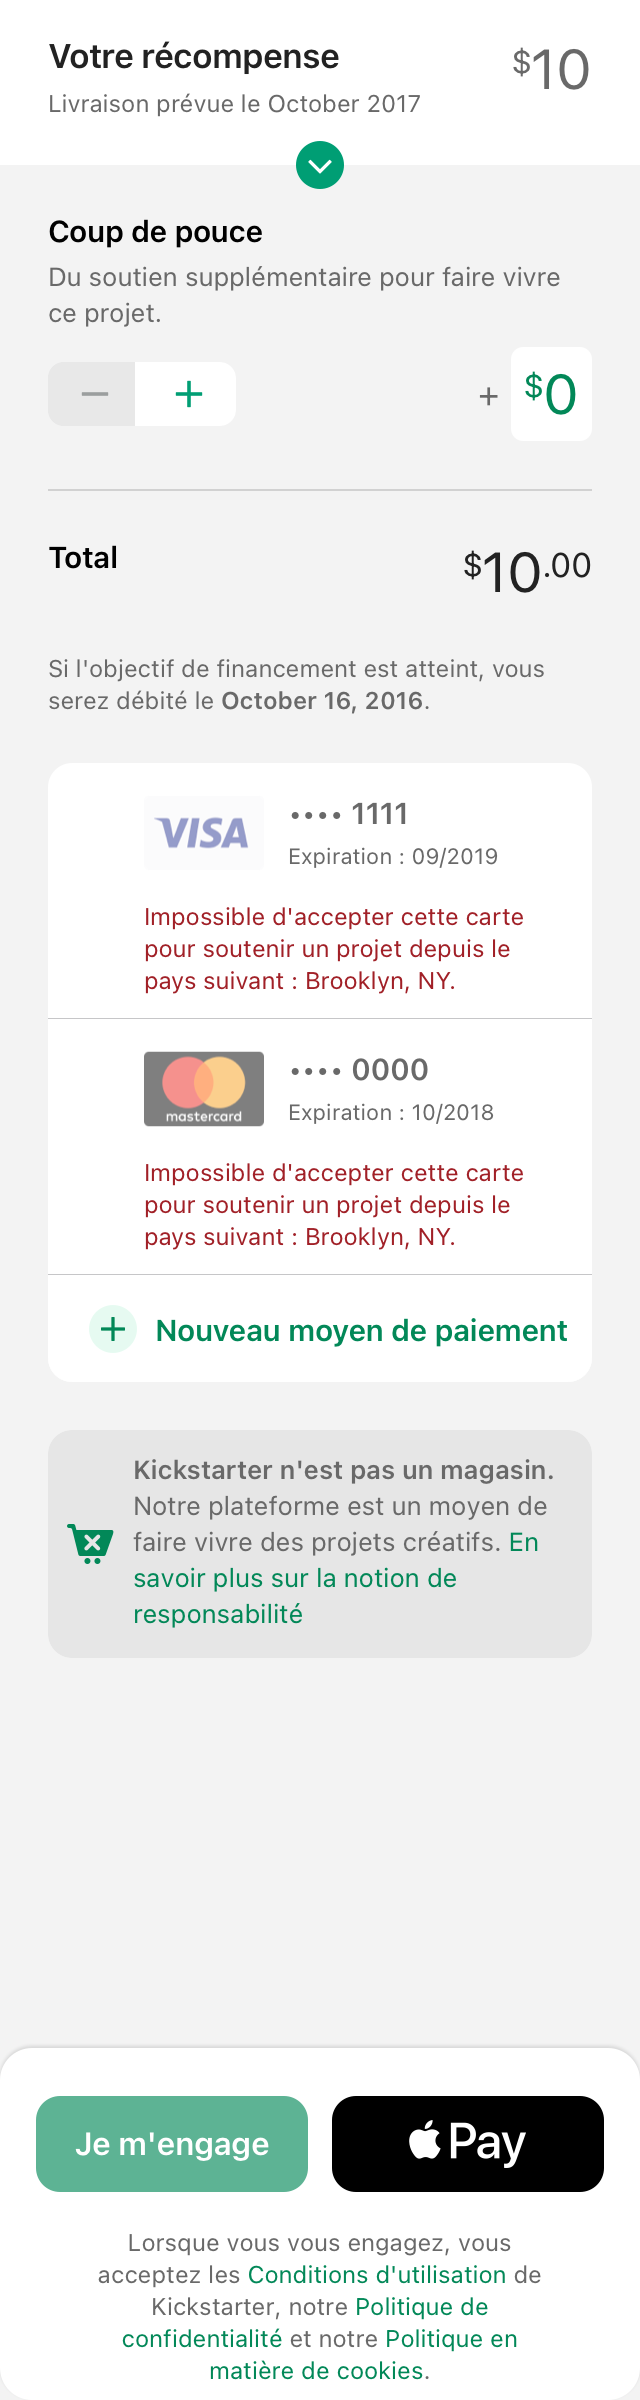 Votre récompense
$10
Livraison prévue le October 2017
Coup de pouce
Du soutien supplémentaire pour faire vivre
ce projet.
+ $0
Total
$10.00
Si l'objectif de financement est atteint, vous
serez débité le October 16, 2016.
VISA
•••• 1111
Expiration : 09/2019
Impossible d'accepter cette carte
pour soutenir un projet depuis le
pays suivant : Brooklyn, NY.
mastercard
•••• 0000
Expiration : 10/2018
Impossible d'accepter cette carte
pour soutenir un projet depuis le
pays suivant : Brooklyn, NY.
Nouveau moyen de paiement
Kickstarter n'est pas un magasin.
Notre plateforme est un moyen de
faire vivre des projets créatifs. En
savoir plus sur la notion de
responsabilité
Je m'engage
Pay
Lorsque vous vous engagez, vous
acceptez les Conditions d'utilisation de
Kickstarter, notre Politique de
confidentialité et notre Politique en
matière de cookies.